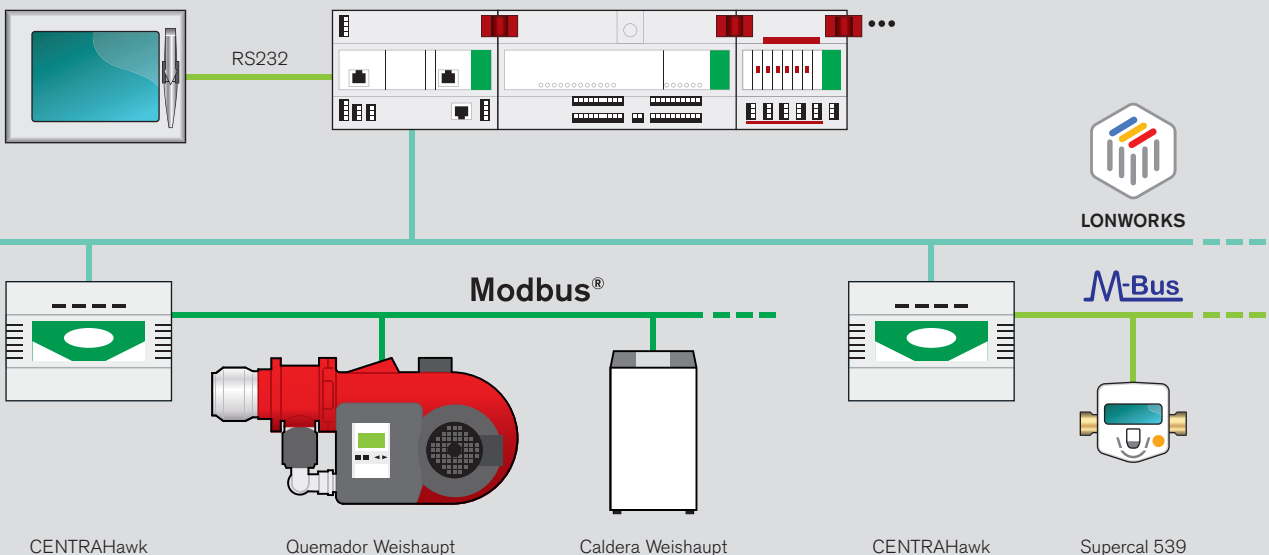 RS232
LONWORKS
Modbus®
M-Bus
CENTRAHawk
Quemador Weishaupt
Caldera Weishaupt
CENTRAHawk
Supercal 539